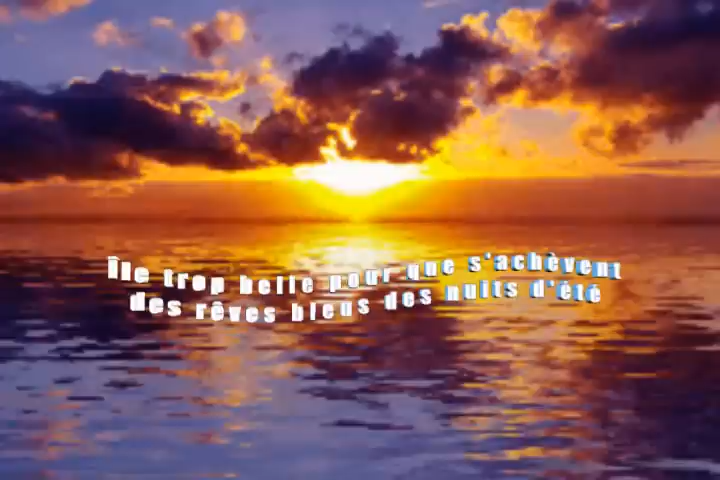 Île trop belle pour que s'achèvent
des rêves bleus des nuits d'été